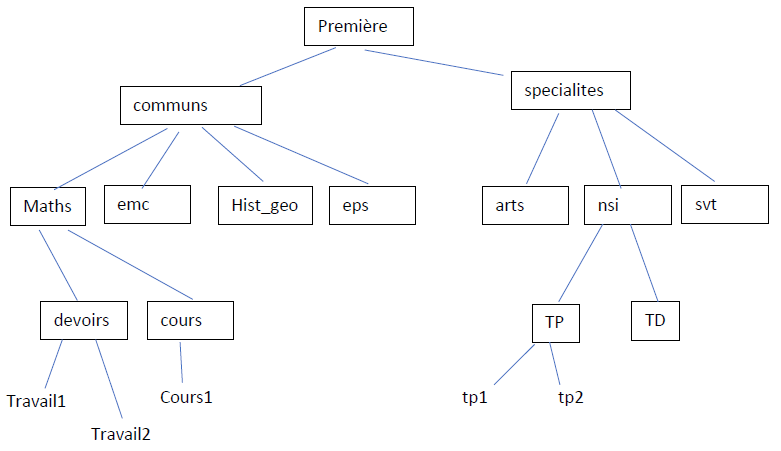 Première
communs
specialites
Maths
emc
Hist_geo
eps
arts
nsi
svt
devoirs
cours
TP
TD
Travail1
Travail2
Cours1
tp1
tp2